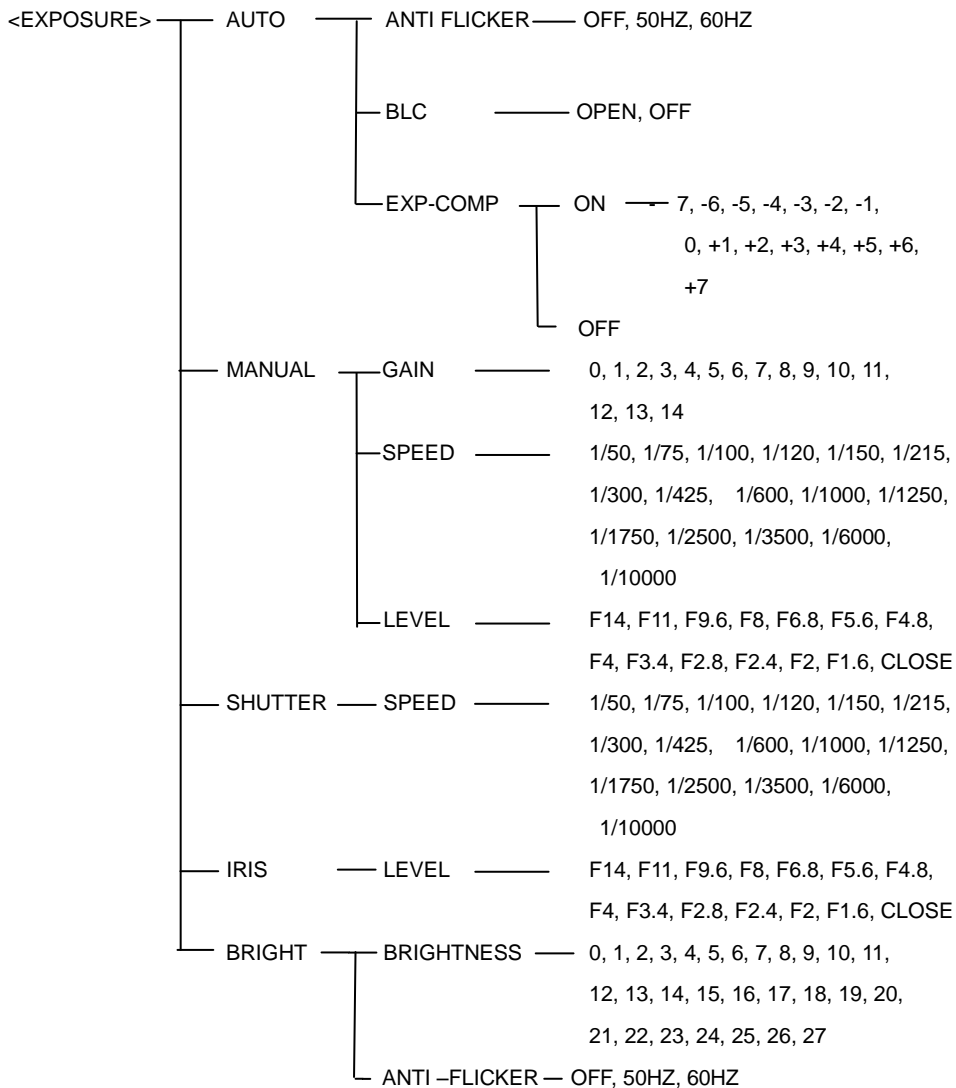 <EXPOSURE> AUTO ANTI FLICKER OFF, 50HZ, 60HZ
BLC OPEN, OFF
EXP-COMP ON - 7, -6, -5, -4, -3, -2, -1,
0, +1, +2, +3, +4, +5, +6,
+7
OFF
MANUAL GAIN 0, 1, 2, 3, 4, 5, 6, 7, 8, 9, 10, 11,
12, 13, 14
SPEED 1/50, 1/75, 1/100, 1/120, 1/150, 1/215,
1/300, 1/425, 1/600, 1/1000, 1/1250,
1/1750, 1/2500, 1/3500, 1/6000,
1/10000
LEVEL F14, F11, F9.6, F8, F6.8, F5.6, F4.8,
F4, F3.4, F2.8, F2.4, F2, F1.6, CLOSE
SHUTTER SPEED 1/50, 1/75, 1/100, 1/120, 1/150, 1/215,
1/300, 1/425, 1/600, 1/1000, 1/1250,
1/1750, 1/2500, 1/3500, 1/6000,
1/10000
IRIS LEVEL F14, F11, F9.6, F8, F6.8, F5.6, F4.8,
F4, F3.4, F2.8, F2.4, F2, F1.6, CLOSE
BRIGHT BRIGHTNESS 0, 1, 2, 3, 4, 5, 6, 7, 8, 9, 10, 11,
12, 13, 14, 15, 16, 17, 18, 19, 20,
21, 22, 23, 24, 25, 26, 27
ANTI –FLICKER OFF, 50HZ, 60HZ